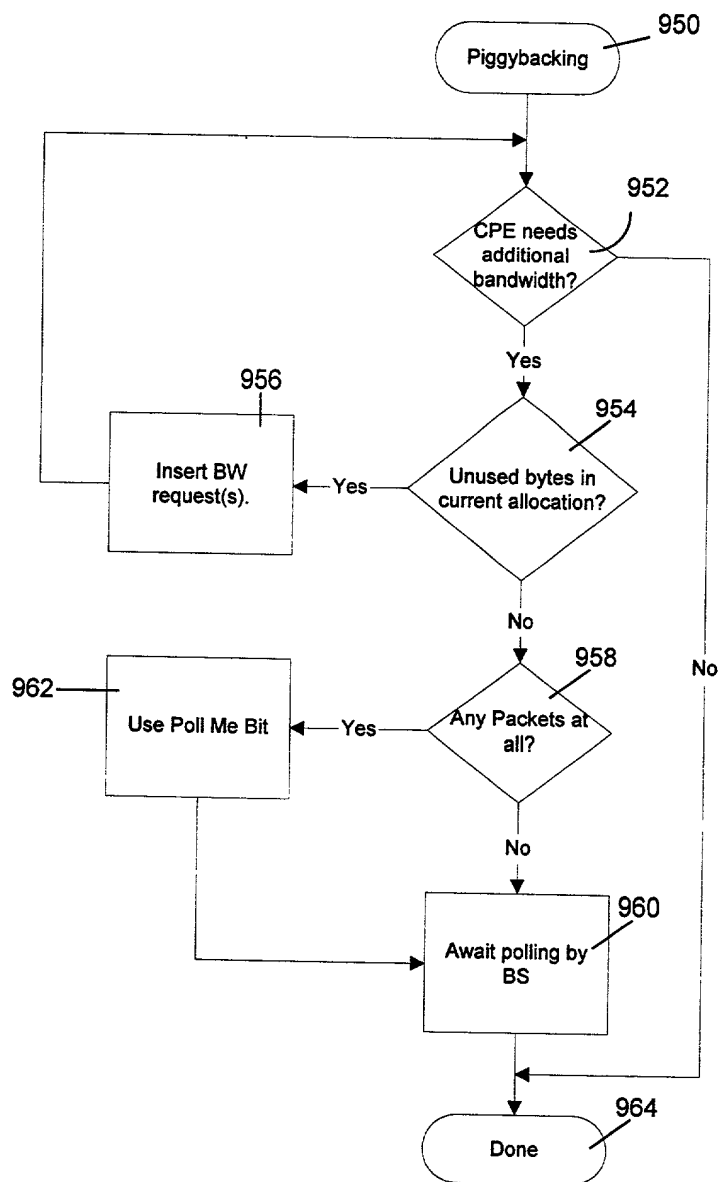 950
Piggybacking
952
CPE needs
additional
bandwidth?
Yes
956
954
Insert BW
request(s).
Yes
Unused bytes in
current allocation?
No
958
No
962
Use Poll Me Bit
Yes
Any Packets at
all?
No
960
Await polling by
BS
964
Done